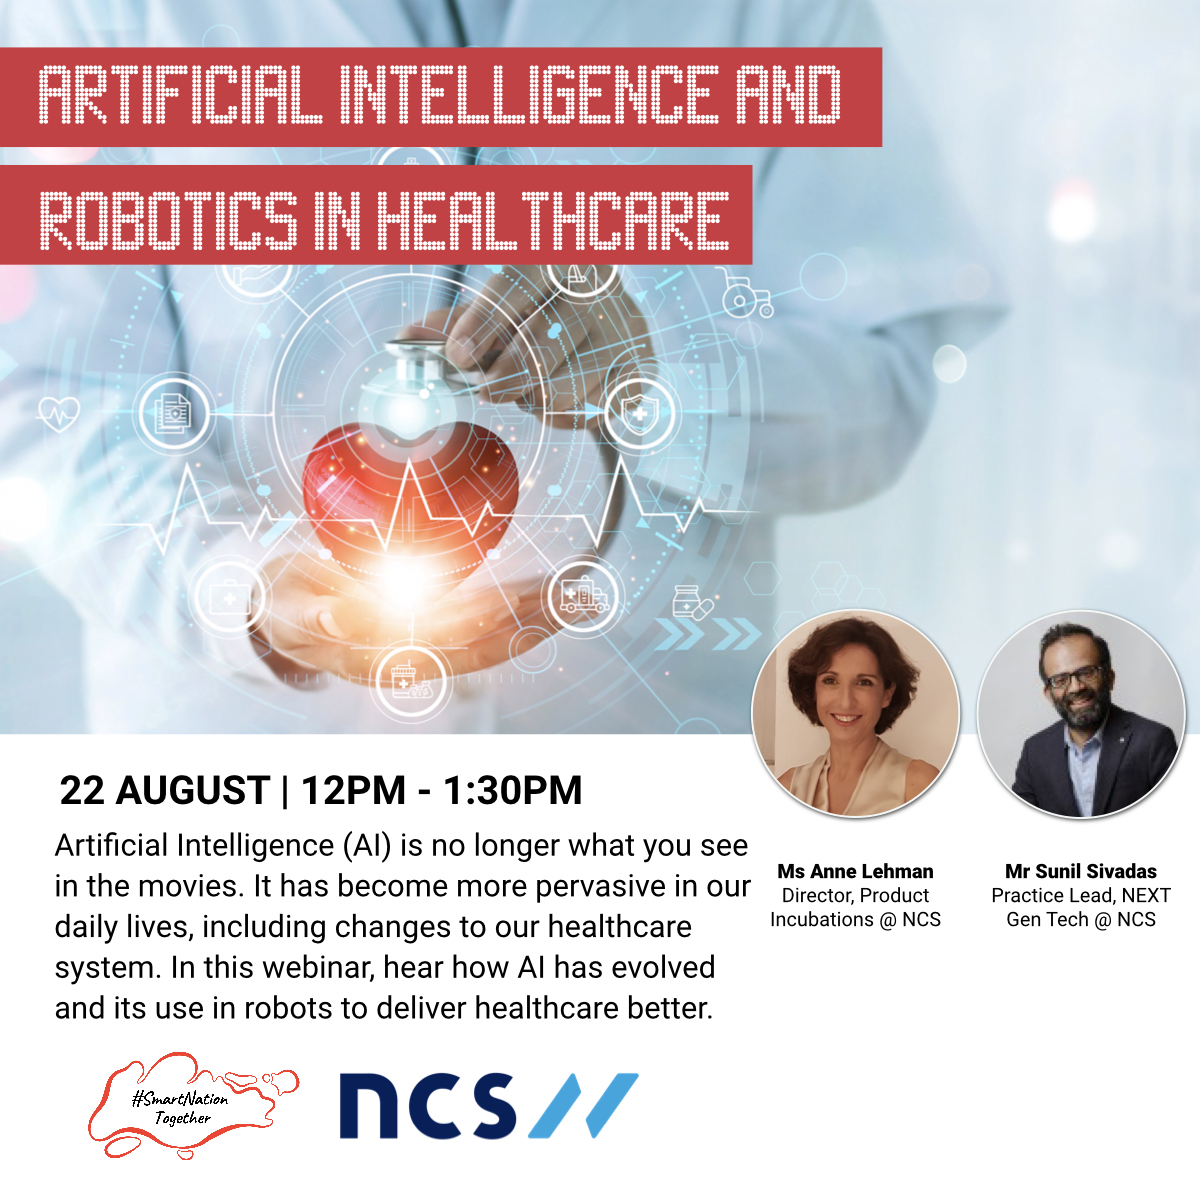 ARTIFICIAL INTELLIGENCE AND
ROBOTICS IN HEALTHCARE
22 AUGUST | 12PM - 1:30PM
Artificial Intelligence (AI) is no longer what you see
in the movies. It has become more pervasive in our
daily lives, including changes to our healthcare
system. In this webinar, hear how AI has evolved
and its use in robots to deliver healthcare better.
Ms Anne Lehman
Director, Product
Incubations @ NCS
Mr Sunil Sivadas
Practice Lead, NEXT
Gen Tech @ NCS
#SmartNation
Together
ncs